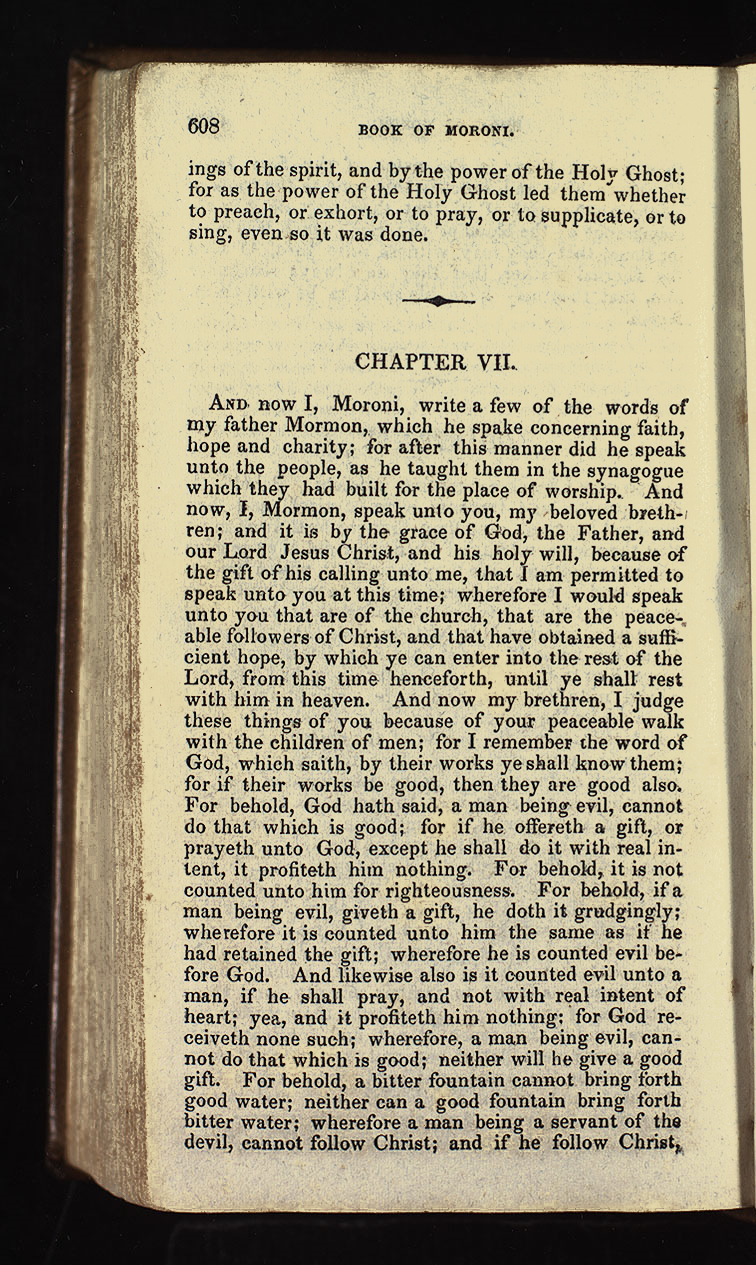 608 BOOK OF MORONI.
ings of the spirit, and by the power of the Holy Ghost;
for as the power of the Holy Ghost led them whether
to preach, or exhort, or to pray, or to supplicate, or to
sing, even so it was done.
CHAPTER VII.
AND now I, Moroni, write a few of the words of
my father Mormon, which he spake concerning faith,
hope and charity; for after this manner did he speak
unto the people, as he taught them in the synagogue
which they had built for the place of worship. And
now, I, Mormon, speak unto you, my beloved breth-
ren; and it is by the grace of God, the Father, and
our Lord Jesus Christ, and his holy will, because of
the gift of his calling unto me, that I am permitted to
speak unto you at this time; wherefore I would speak
unto you that are of the church, that are the peace-
able followers of Christ, and that have obtained a suffi-
cient hope, by which ye can enter into the rest of the
Lord, from this time henceforth, until ye shall rest
with him in heaven. And now my brethren, I judge
these things of you because of your peaceable walk
with the children of men; for I remember the word of
God, which saith, by their works ye shall know them;
for if their works be good, then they are good also.
For behold, God hath said, a man being evil, cannot
do that which is good; for if he offereth a gift, or
prayeth unto God, except he shall do it with real in-
tent, it profiteth him nothing. For behold, it is not
counted unto him for righteousness. For behold, if a
man being evil, giveth a gift, he doth it grudgingly;
wherefore it is counted unto him the same as if he
had retained the gift; wherefore he is counted evil be-
fore God. And likewise also is it counted evil unto a
man, if he shall pray, and not with real intent of
heart; yea, and it profiteth him nothing; for God re-
ceiveth none such; wherefore, a man being evil, can-
not do that which is good; neither will he give a good
gift. For behold, a bitter fountain cannot bring forth
good water; neither can a good fountain bring forth
bitter water; wherefore a man being a servant of the
devil, cannot follow Christ; and if he follow Christ,